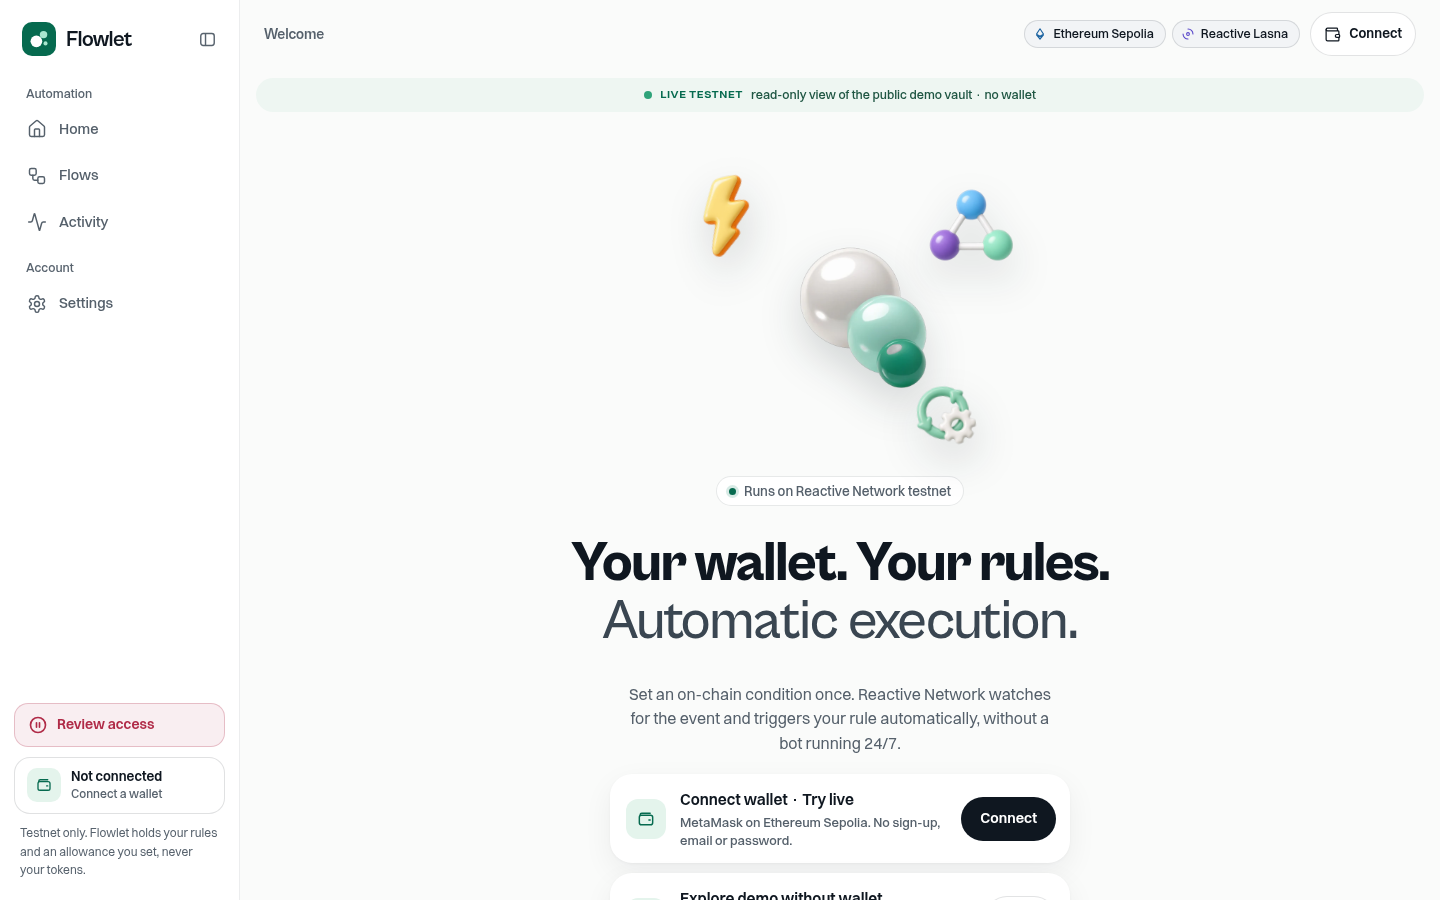 Flowlet
Automation
Home
Flows
Activity
Account
Settings
Review access
Not connected
Connect a wallet
Testnet only. Flowlet holds your rules
and an allowance you set, never
your tokens.
Welcome
Ethereum Sepolia
Reactive Lasna
Connect
LIVE TESTNET read-only view of the public demo vault · no wallet
Runs on Reactive Network testnet
Your wallet. Your rules.
Automatic execution.
Set an on-chain condition once. Reactive Network watches
for the event and triggers your rule automatically, without a
bot running 24/7.
Connect wallet · Try live
MetaMask on Ethereum Sepolia. No sign-up,
email or password.
Connect
Explore demo without wallet